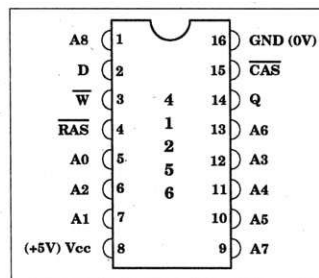 A8 1 16 GND (0V)
D 2 15 CAS
W 3 4 14 Q
RAS 4 1 13 A6
A0 5 2 12 A3
A2 6 5 11 A4
A1 7 6 10 A5
(+5V) Vcc 8 9 A7